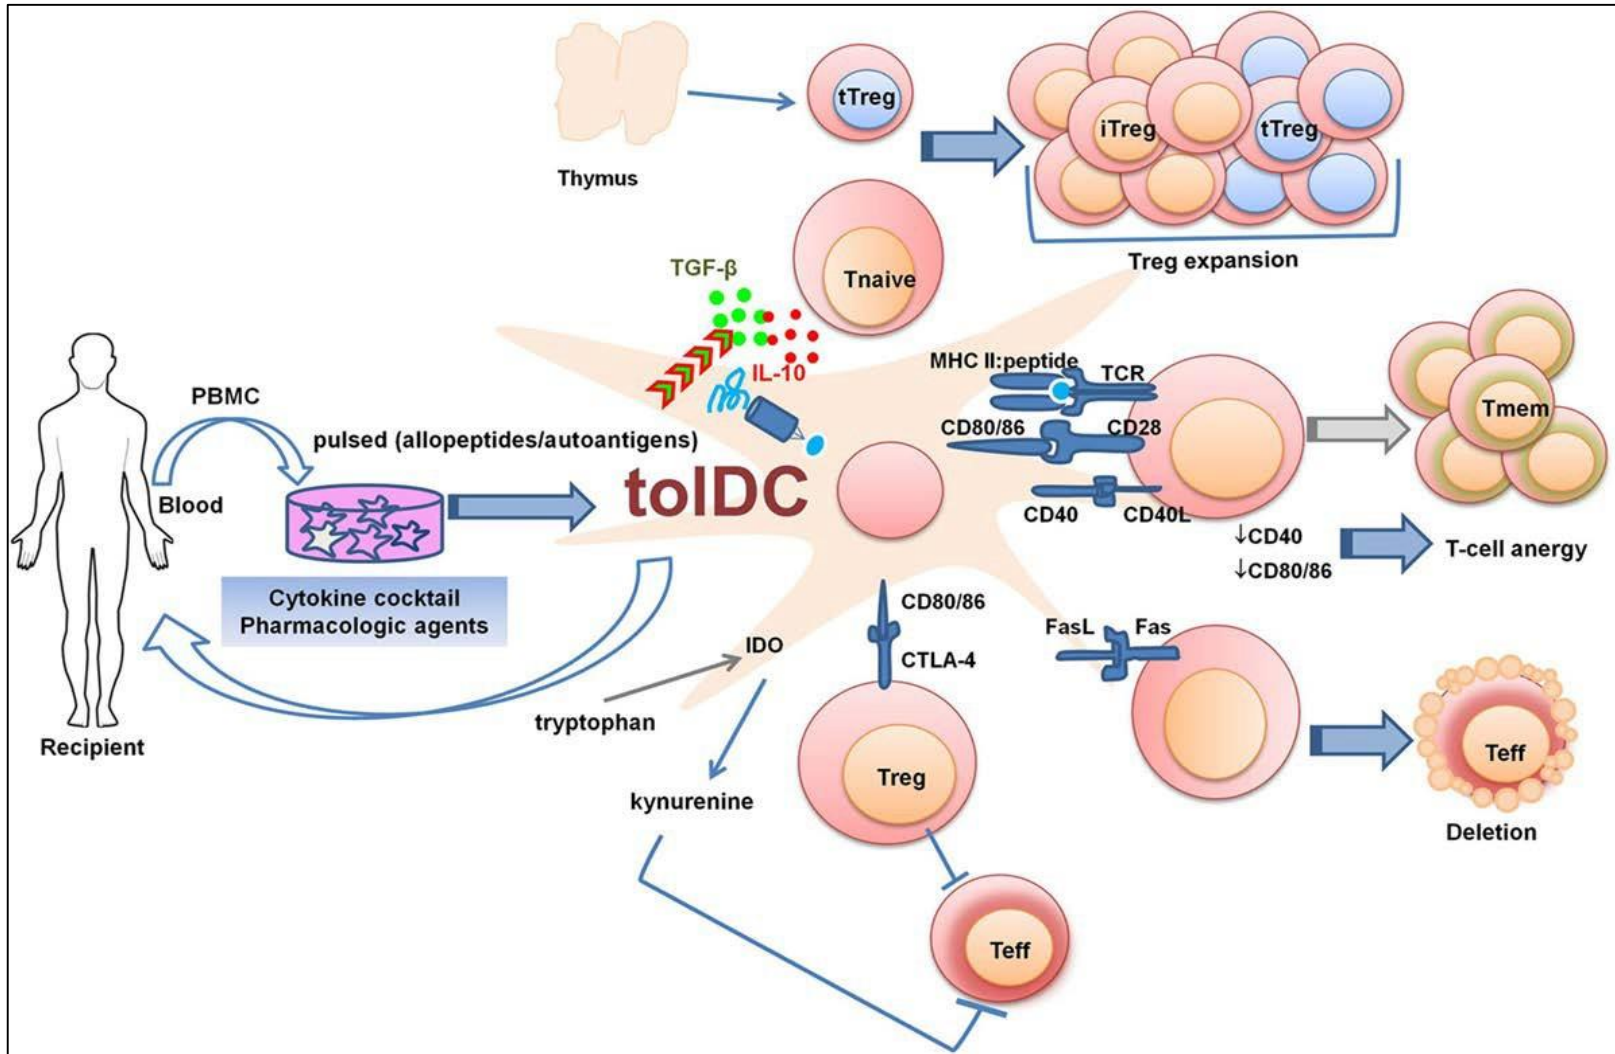 tTreg
iTreg
tTreg
Thymus
Treg expansion
Tnaive
TGF-β
IL-10
MHC II:peptide
TCR
CD80/86
CD28
CD40
CD40L
Tmem
↓CD40
↓CD80/86
T-cell anergy
PBMC
Blood
pulsed (allopeptides/autoantigens)
tolDC
Cytokine cocktail
Pharmacologic agents
Recipient
IDO
tryptophan
kynurenine
CD80/86
CTLA-4
Treg
FasL
Fas
Teff
Deletion
Teff